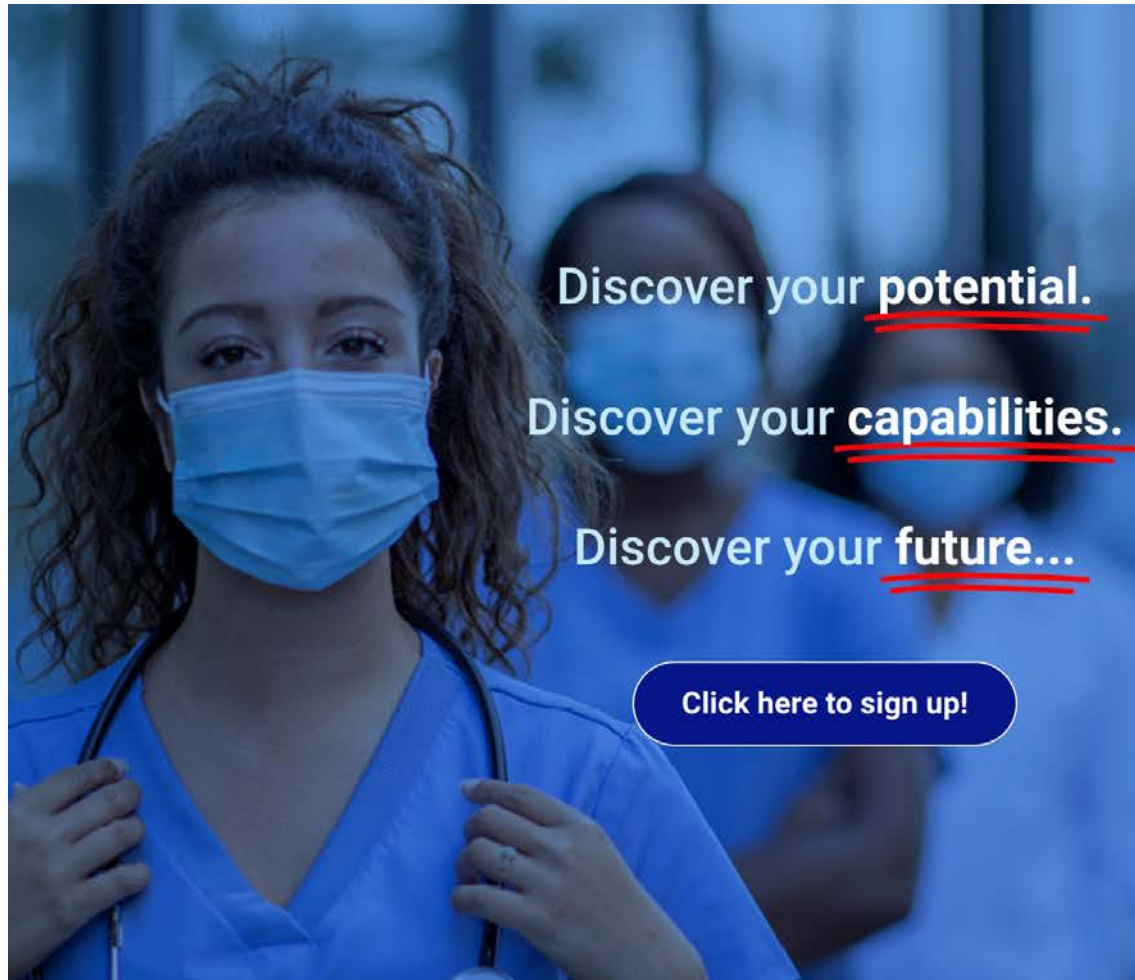 Discover your potential.
Discover your capabilities.
Discover your future...
Click here to sign up!